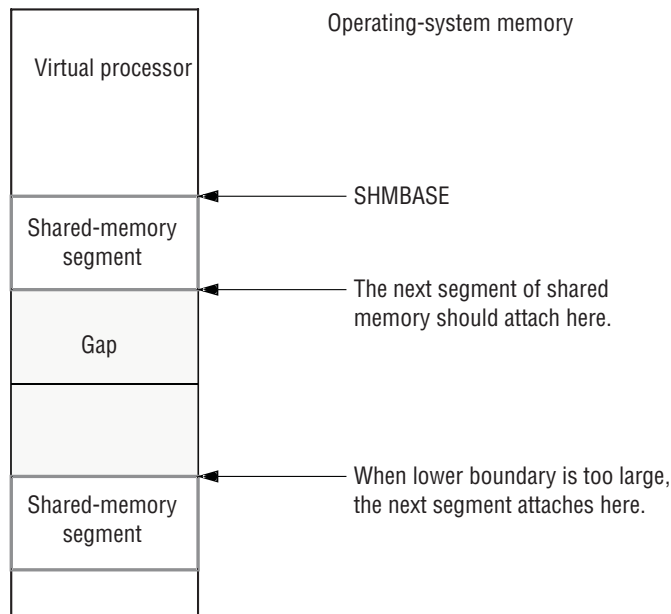 Operating-system memory
Virtual processor
SHMBASE
Shared-memory
segment
The next segment of shared
memory should attach here.
Gap
When lower boundary is too large,
the next segment attaches here.
Shared-memory
segment